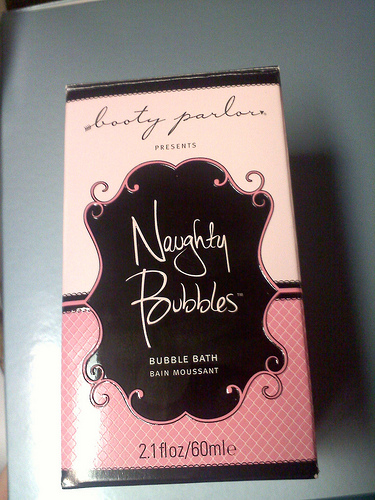 booty parlor
PRESENTS
Naughty
Bubbles™
BUBBLE BATH
BAIN MOUSSANT
2.1 fl oz/60ml℮